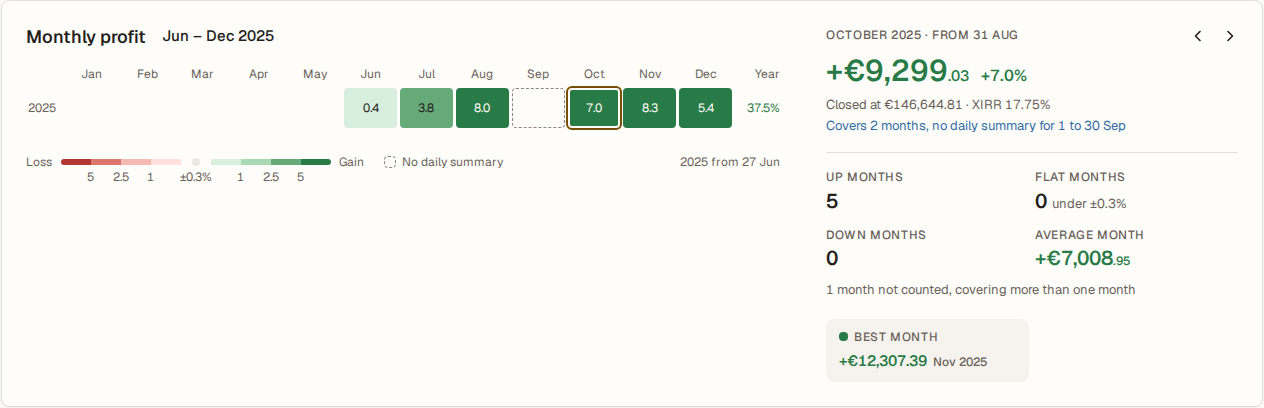 Monthly profit Jun – Dec 2025
Jan Feb Mar Apr May Jun Jul Aug Sep Oct Nov Dec Year
2025 0.4 3.8 8.0 7.0 8.3 5.4 37.5%
Loss Gain No daily summary 2025 from 27 Jun
5 2.5 1 ±0.3% 1 2.5 5
OCTOBER 2025 · FROM 31 AUG
+€9,299.03 +7.0%
Closed at €146,644.81 · XIRR 17.75%
Covers 2 months, no daily summary for 1 to 30 Sep
UP MONTHS FLAT MONTHS
5 0 under ±0.3%
DOWN MONTHS AVERAGE MONTH
0 +€7,008.95
1 month not counted, covering more than one month
BEST MONTH
+€12,307.39 Nov 2025